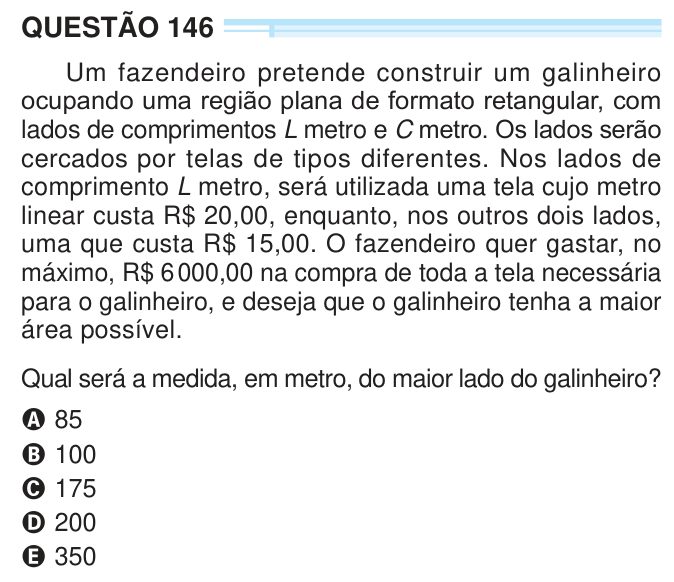 QUESTÃO 146
Um fazendeiro pretende construir um galinheiro
ocupando uma região plana de formato retangular, com
lados de comprimentos L metro e C metro. Os lados serão
cercados por telas de tipos diferentes. Nos lados de
comprimento L metro, será utilizada uma tela cujo metro
linear custa R$ 20,00, enquanto, nos outros dois lados,
uma que custa R$ 15,00. O fazendeiro quer gastar, no
máximo, R$ 6 000,00 na compra de toda a tela necessária
para o galinheiro, e deseja que o galinheiro tenha a maior
área possível.
Qual será a medida, em metro, do maior lado do galinheiro?
A 85
B 100
C 175
D 200
E 350